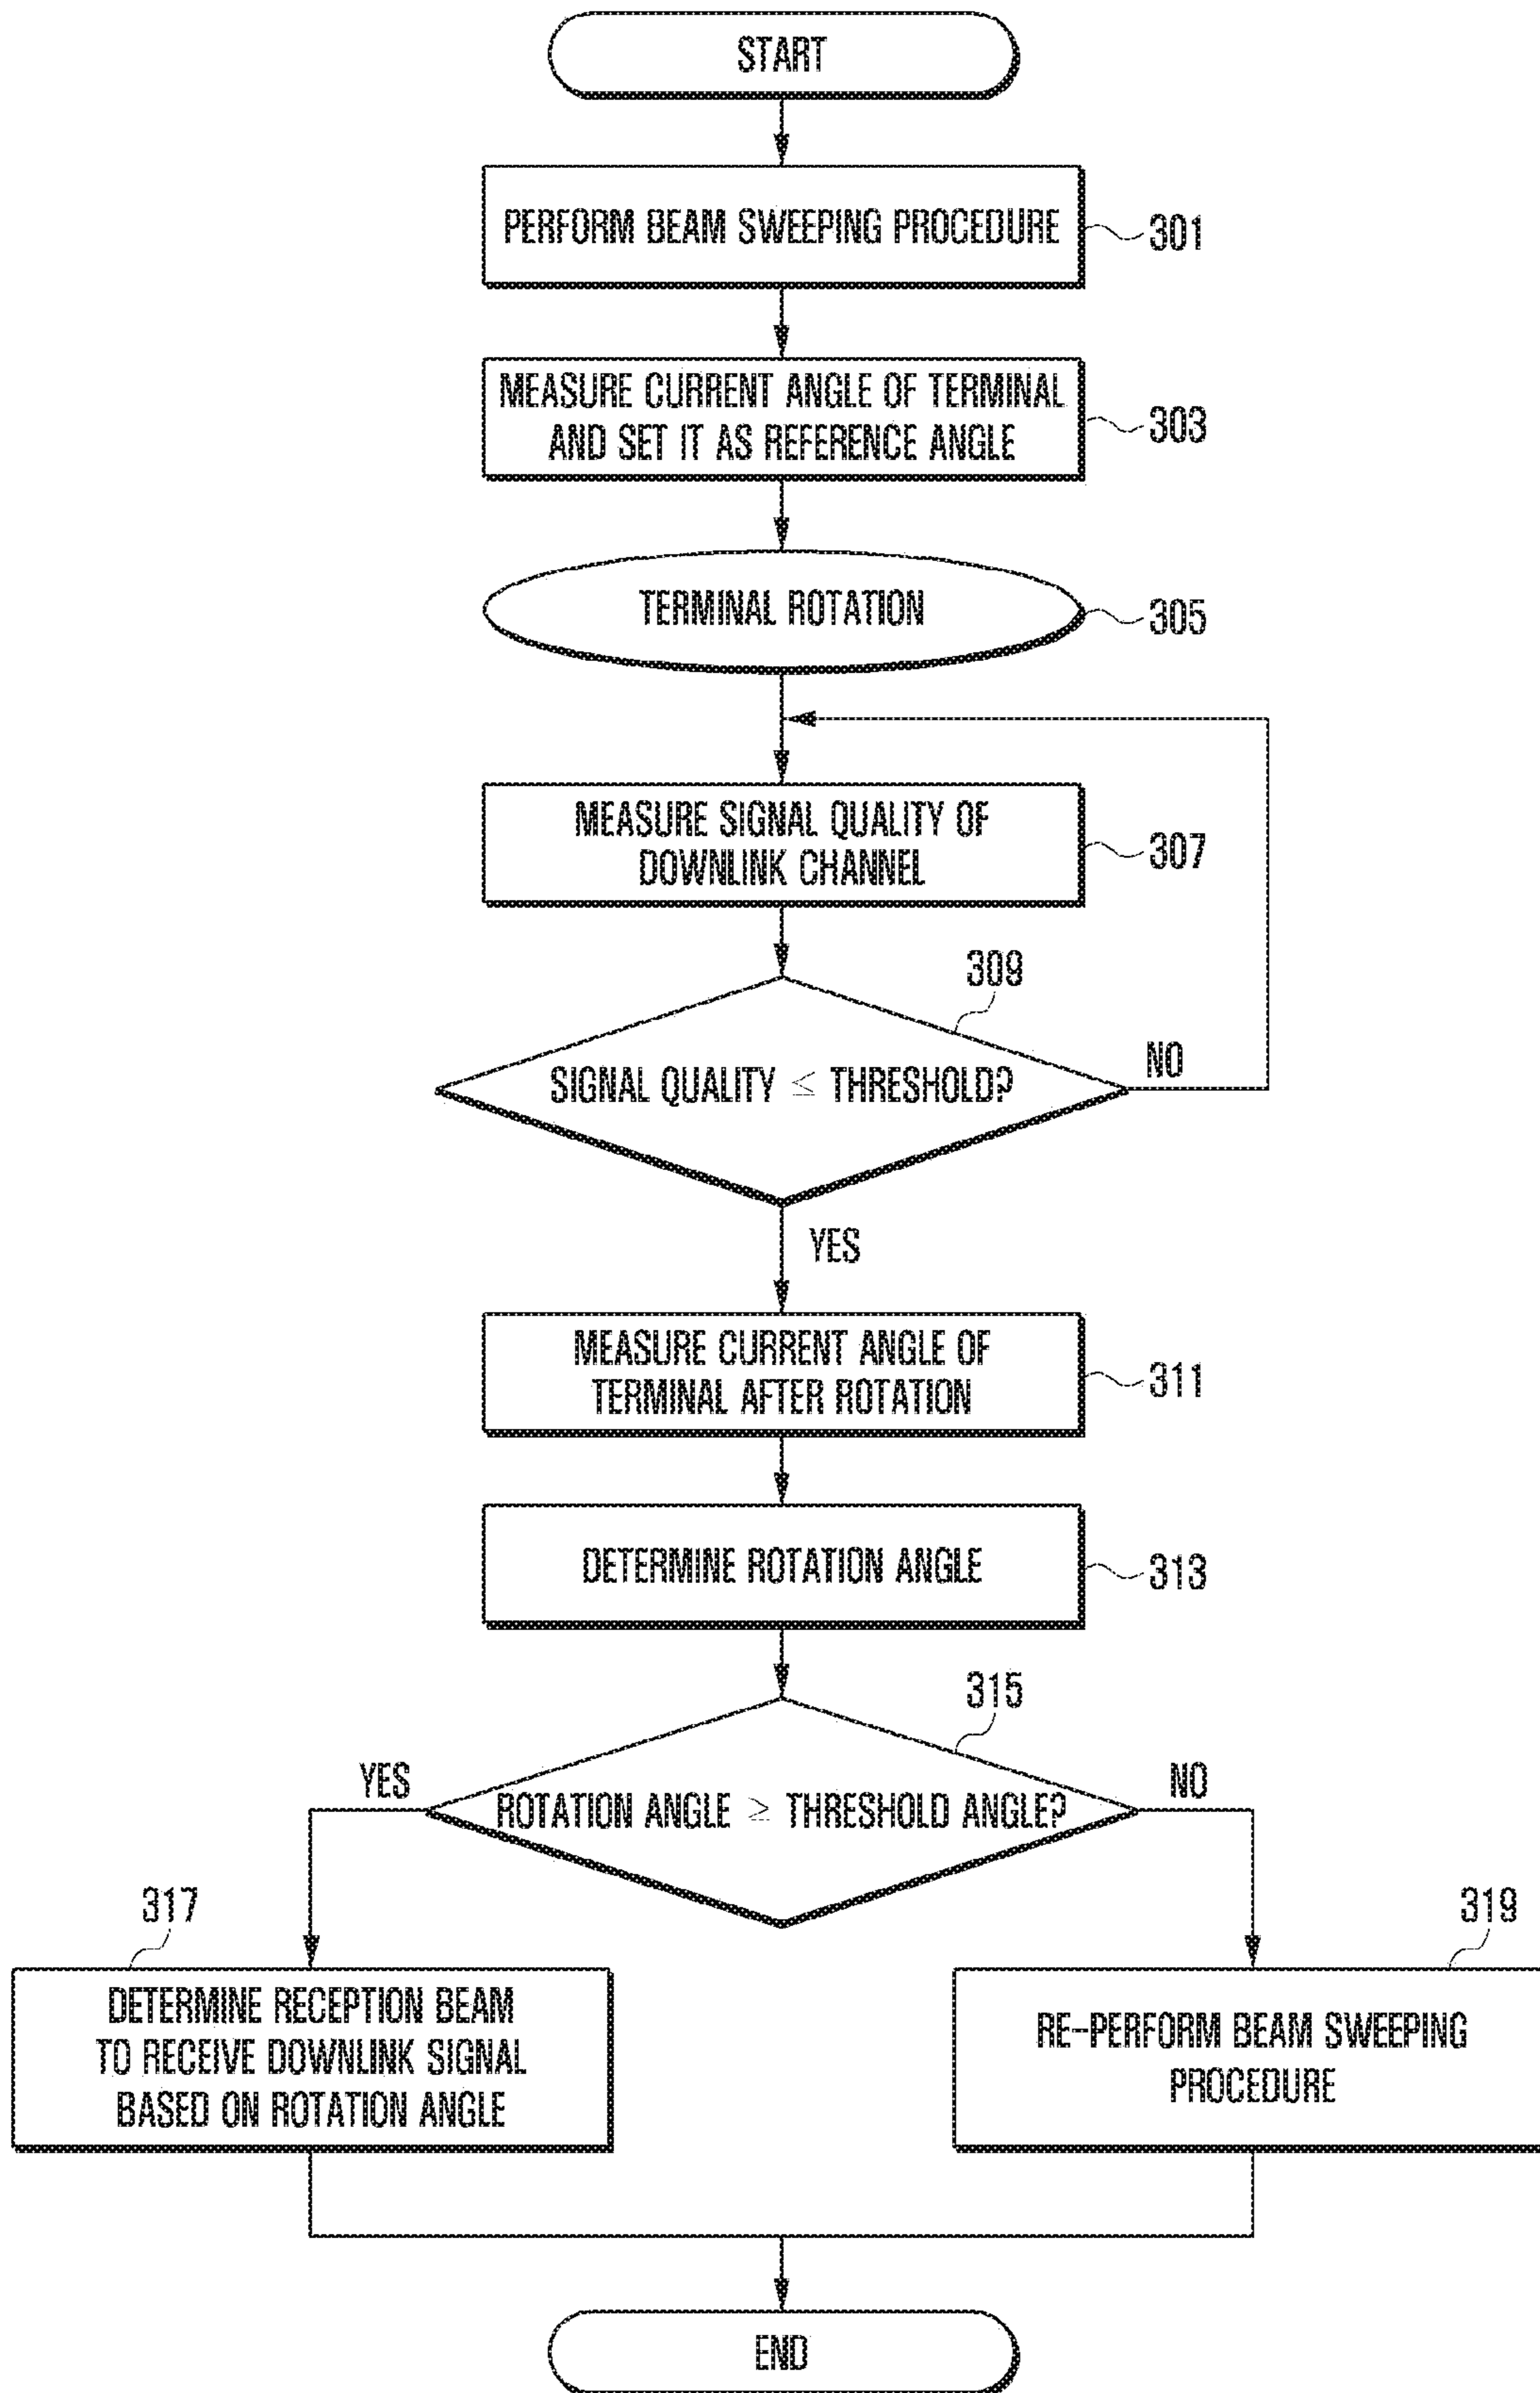 START
PERFORM BEAM SWEEPING PROCEDURE
301
MEASURE CURRENT ANGLE OF TERMINAL
AND SET IT AS REFERENCE ANGLE
303
TERMINAL ROTATION
305
MEASURE SIGNAL QUALITY OF
DOWNLINK CHANNEL
307
309
SIGNAL QUALITY ≤ THRESHOLD?
NO
YES
MEASURE CURRENT ANGLE OF
TERMINAL AFTER ROTATION
311
DETERMINE ROTATION ANGLE
313
315
YES
ROTATION ANGLE ≥ THRESHOLD ANGLE?
NO
317
DETERMINE RECEPTION BEAM
TO RECEIVE DOWNLINK SIGNAL
BASED ON ROTATION ANGLE
319
RE-PERFORM BEAM SWEEPING
PROCEDURE
END